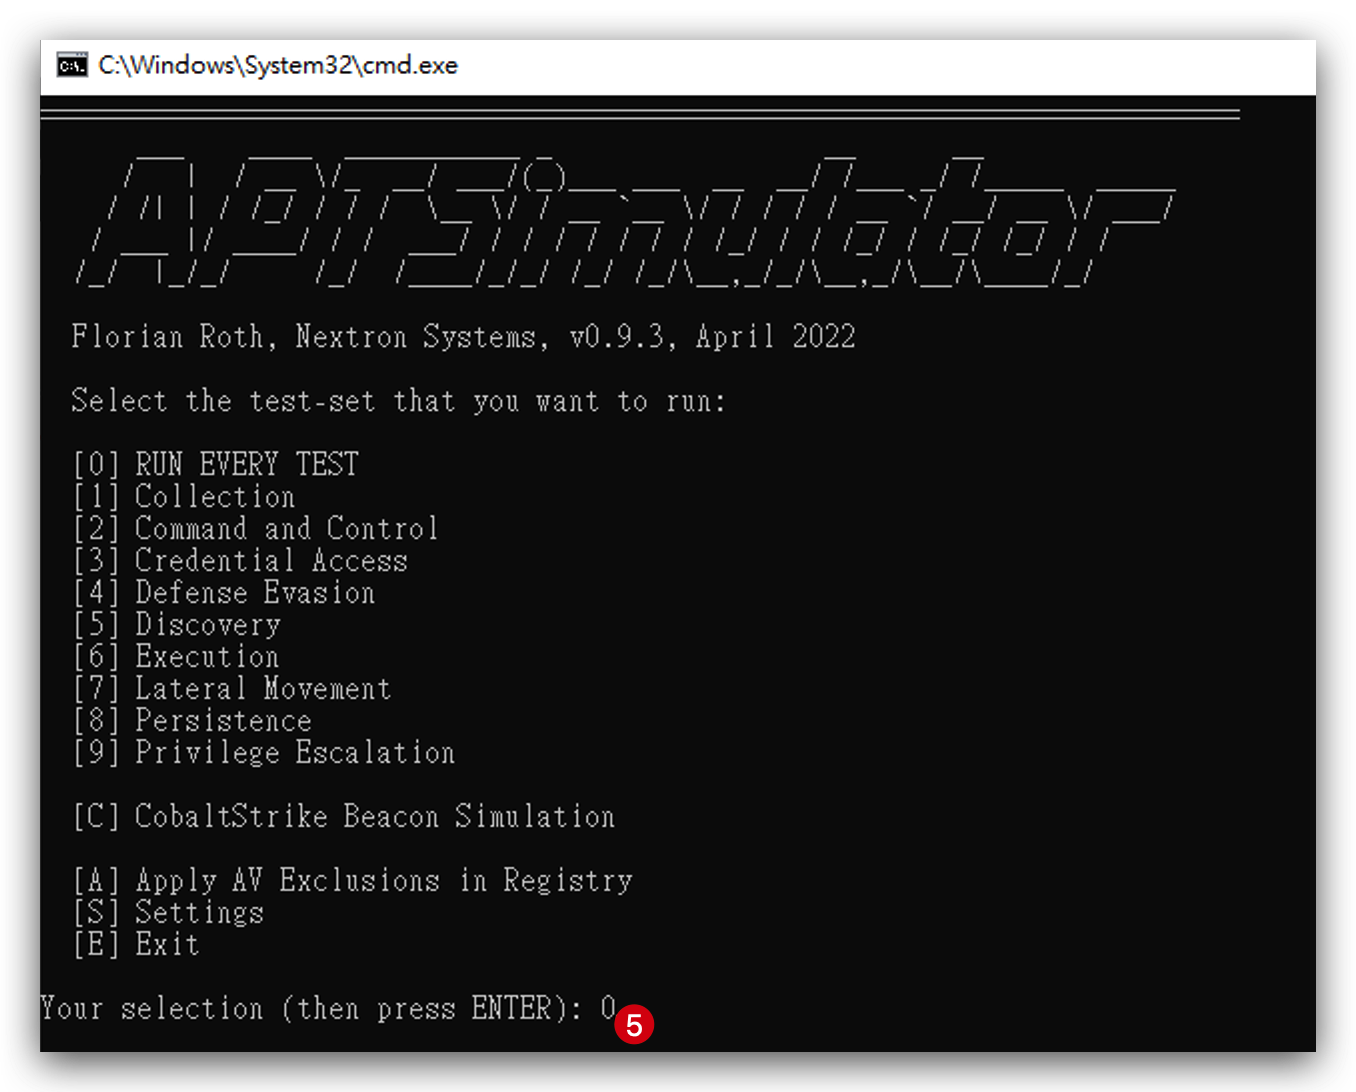 C:\Windows\System32\cmd.exe
APTSimulator
Florian Roth, Nextron Systems, v0.9.3, April 2022
Select the test-set that you want to run:
[0] RUN EVERY TEST
[1] Collection
[2] Command and Control
[3] Credential Access
[4] Defense Evasion
[5] Discovery
[6] Execution
[7] Lateral Movement
[8] Persistence
[9] Privilege Escalation
[C] CobaltStrike Beacon Simulation
[A] Apply AV Exclusions in Registry
[S] Settings
[E] Exit
Your selection (then press ENTER): 0
5